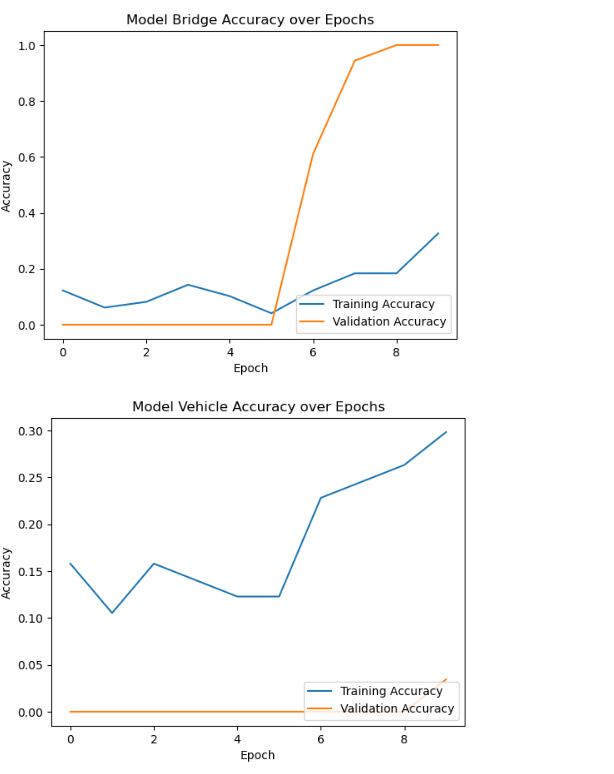 Model Bridge Accuracy over Epochs
1.0
0.8
0.6
0.4
0.2
0.0
Accuracy
0 2 4 6 8
Epoch
Training Accuracy
Validation Accuracy
Model Vehicle Accuracy over Epochs
0.30
0.25
0.20
0.15
0.10
0.05
0.00
Accuracy
0 2 4 6 8
Epoch
Training Accuracy
Validation Accuracy